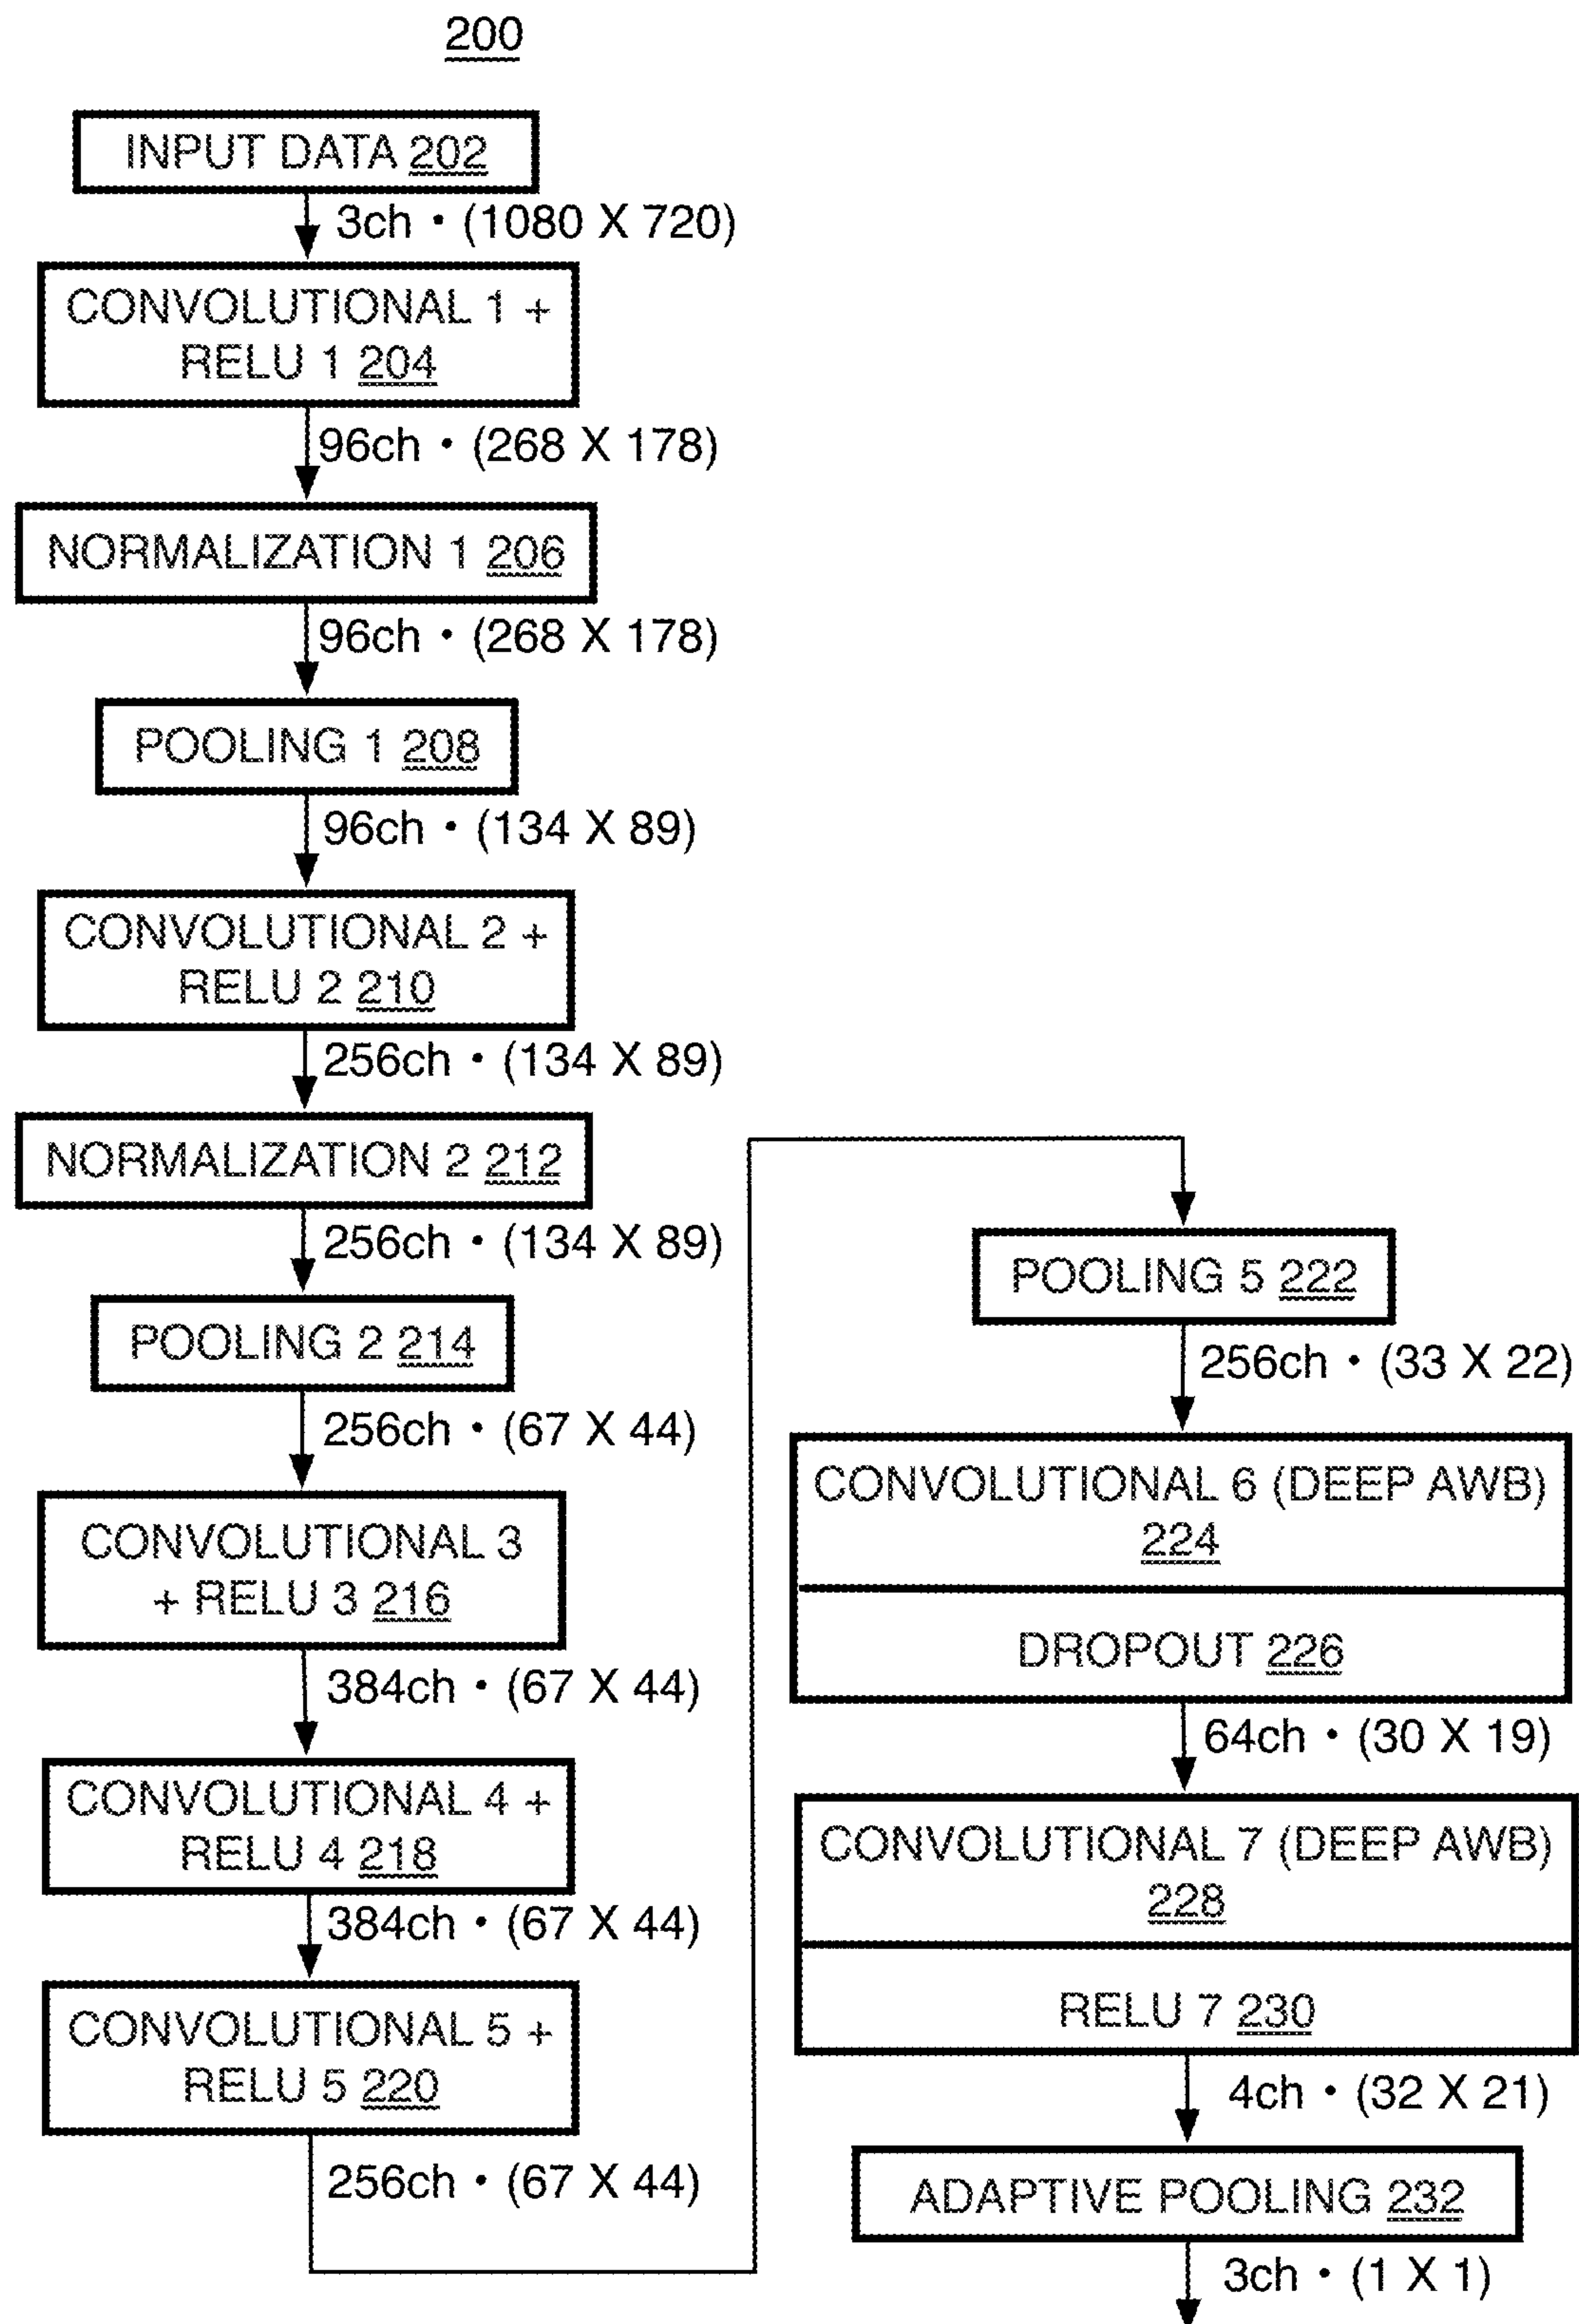 200
INPUT DATA 202
3ch • (1080 X 720)
CONVOLUTIONAL 1 +
RELU 1 204
96ch • (268 X 178)
NORMALIZATION 1 206
96ch • (268 X 178)
POOLING 1 208
96ch • (134 X 89)
CONVOLUTIONAL 2 +
RELU 2 210
256ch • (134 X 89)
NORMALIZATION 2 212
256ch • (134 X 89)
POOLING 2 214
256ch • (67 X 44)
CONVOLUTIONAL 3
+ RELU 3 216
384ch • (67 X 44)
CONVOLUTIONAL 4 +
RELU 4 218
384ch • (67 X 44)
CONVOLUTIONAL 5 +
RELU 5 220
256ch • (67 X 44)
POOLING 5 222
256ch • (33 X 22)
CONVOLUTIONAL 6 (DEEP AWB)
224
DROPOUT 226
64ch • (30 X 19)
CONVOLUTIONAL 7 (DEEP AWB)
228
RELU 7 230
4ch • (32 X 21)
ADAPTIVE POOLING 232
3ch • (1 X 1)